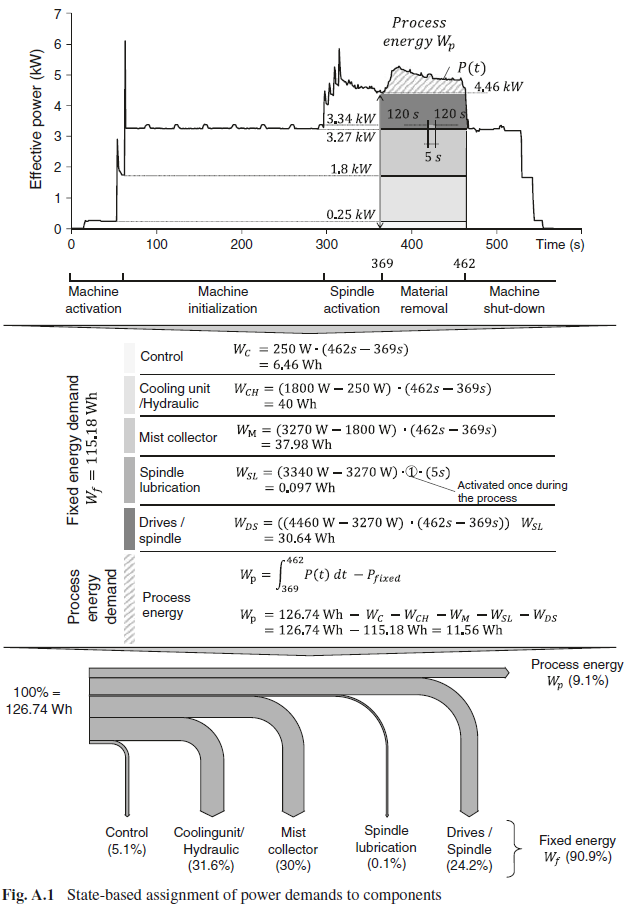 7
6
5
4
3
2
1
0
Effective power (kW)
Process
energy Wp
P(t)
4.46 kW
3.34 kW
120 s
120 s
3.27 kW
5 s
1.8 kW
0.25 kW
0
100
200
300
400
500
Time (s)
369
462
Machine
activation
Machine
initialization
Spindle
activation
Material
removal
Machine
shut-down
Fixed energy demand
Wf = 115.18 Wh
Control
WC = 250 W · (462s − 369s)
= 6.46 Wh
Cooling unit
/Hydraulic
WCH = (1800 W − 250 W) · (462s − 369s)
= 40 Wh
Mist collector
WM = (3270 W − 1800 W) · (462s − 369s)
= 37.98 Wh
Spindle
lubrication
WSL = (3340 W − 3270 W) ·①· (5s)
= 0.097 Wh
Activated once during
the process
Drives /
spindle
WDS = ((4460 W − 3270 W) · (462s − 369s)) WSL
= 30.64 Wh
Process
energy
demand
Process
energy
Wp = ∫369^462 P(t) dt − Pfixed
Wp = 126.74 Wh − WC − WCH − WM − WSL − WDS
= 126.74 Wh − 115.18 Wh = 11.56 Wh
100% =
126.74 Wh
Process energy
Wp (9.1%)
Control
(5.1%)
Coolingunit/
Hydraulic
(31.6%)
Mist
collector
(30%)
Spindle
lubrication
(0.1%)
Drives /
Spindle
(24.2%)
Fixed energy
Wf (90.9%)
Fig. A.1 State-based assignment of power demands to components